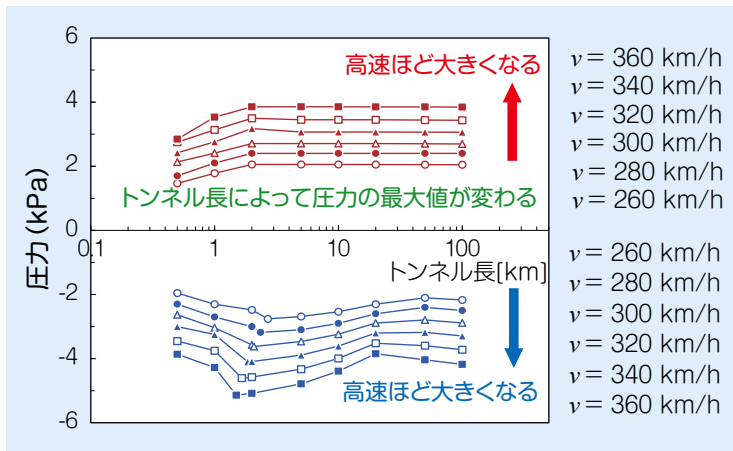 6
4
2
0
-2
-4
-6
圧力(kPa)
0.1
1
10
100
トンネル長[km]
高速ほど大きくなる
トンネル長によって圧力の最大値が変わる
高速ほど大きくなる
v = 360 km/h
v = 340 km/h
v = 320 km/h
v = 300 km/h
v = 280 km/h
v = 260 km/h
v = 260 km/h
v = 280 km/h
v = 300 km/h
v = 320 km/h
v = 340 km/h
v = 360 km/h